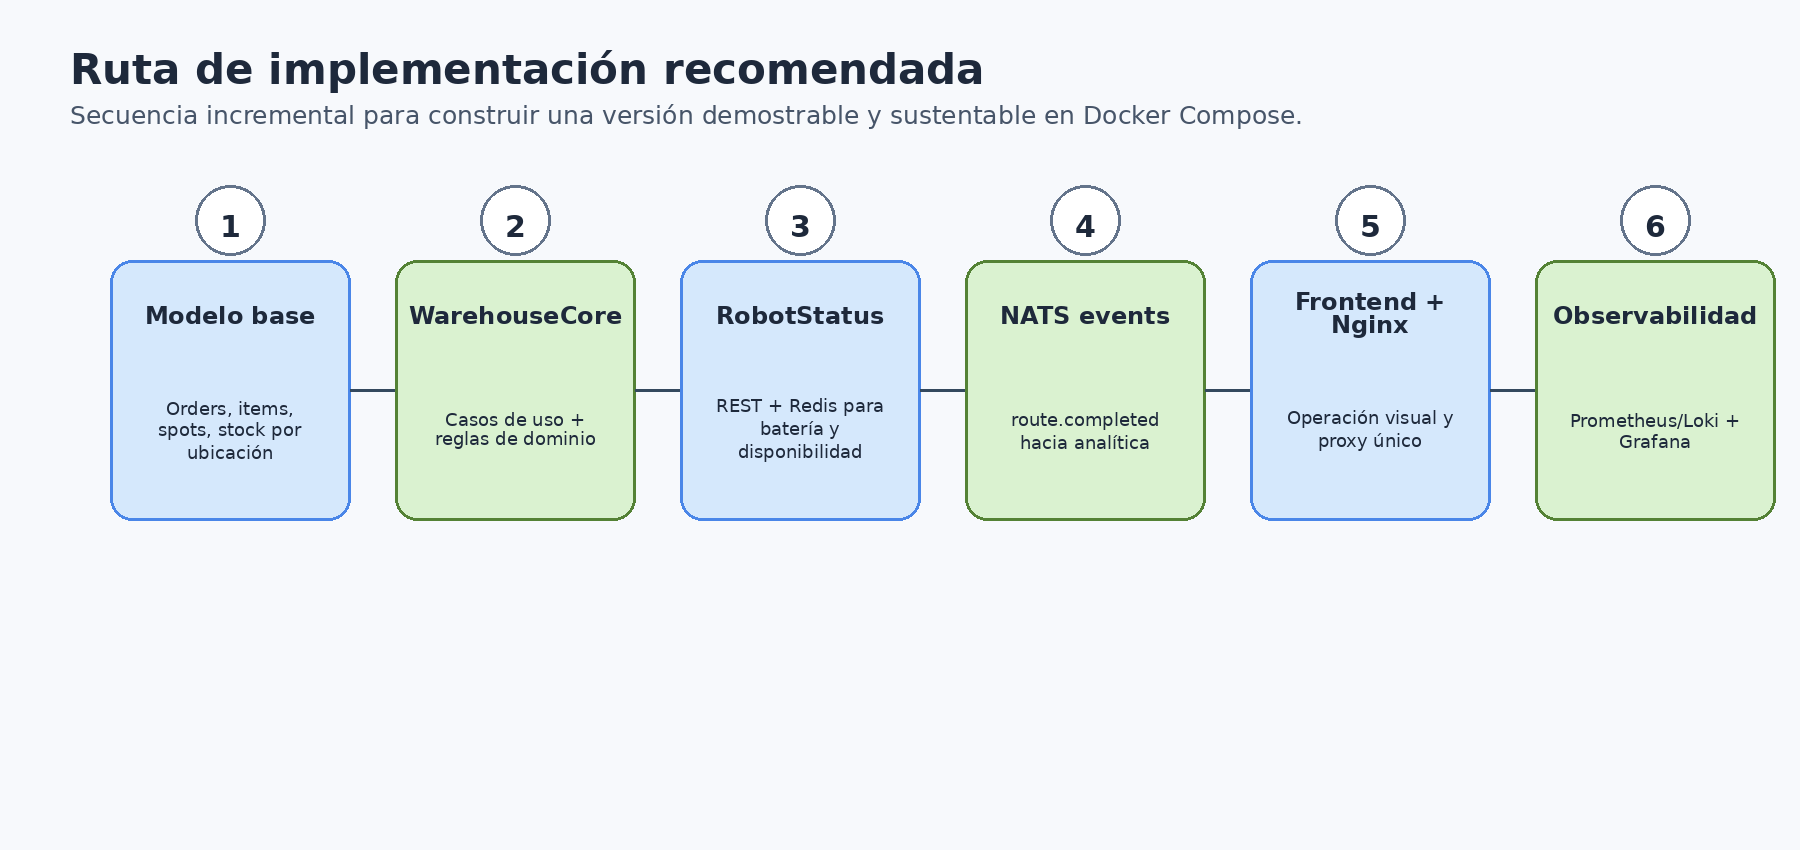 Ruta de implementación recomendada
Secuencia incremental para construir una versión demostrable y sustentable en Docker Compose.
1
Modelo base
Orders, items,
spots, stock por
ubicación
2
WarehouseCore
Casos de uso +
reglas de dominio
3
RobotStatus
REST + Redis para
batería y
disponibilidad
4
NATS events
route.completed
hacia analítica
5
Frontend +
Nginx
Operación visual y
proxy único
6
Observabilidad
Prometheus/Loki +
Grafana